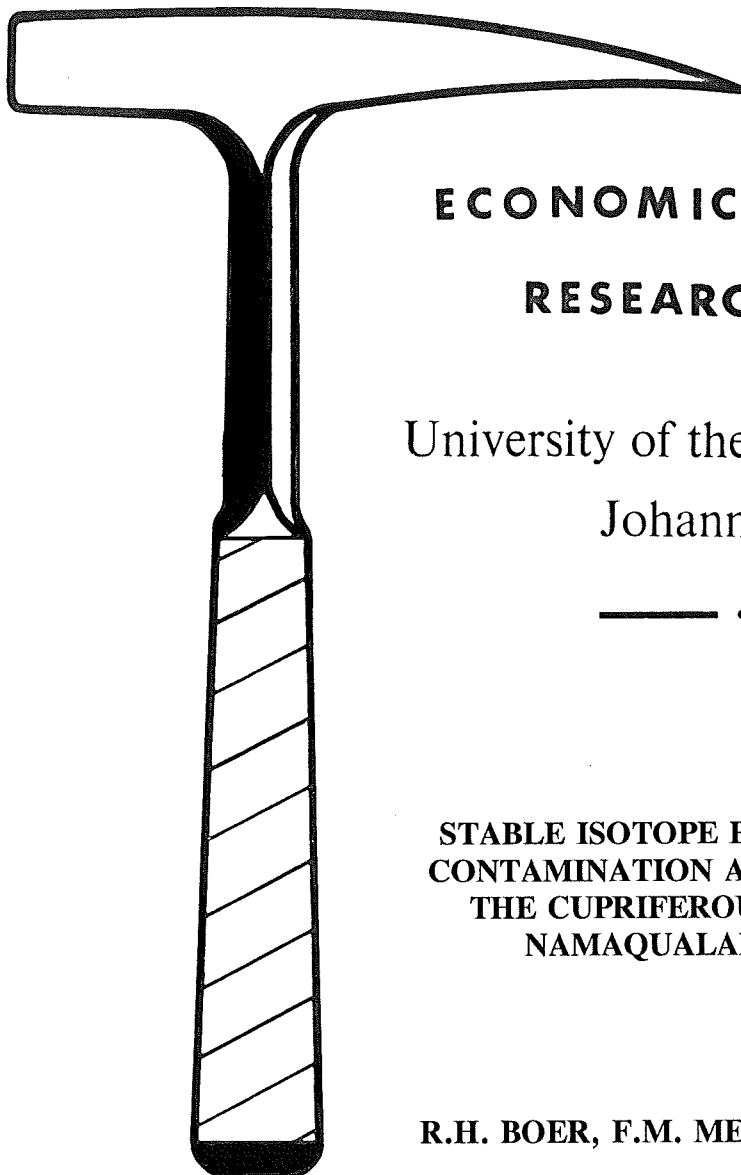 ECONOMIC
RESEARC
University of the
Johann
STABLE ISOTOPE E
CONTAMINATION A
THE CUPRIFEROU
NAMAQUALA
R.H. BOER, F.M. ME